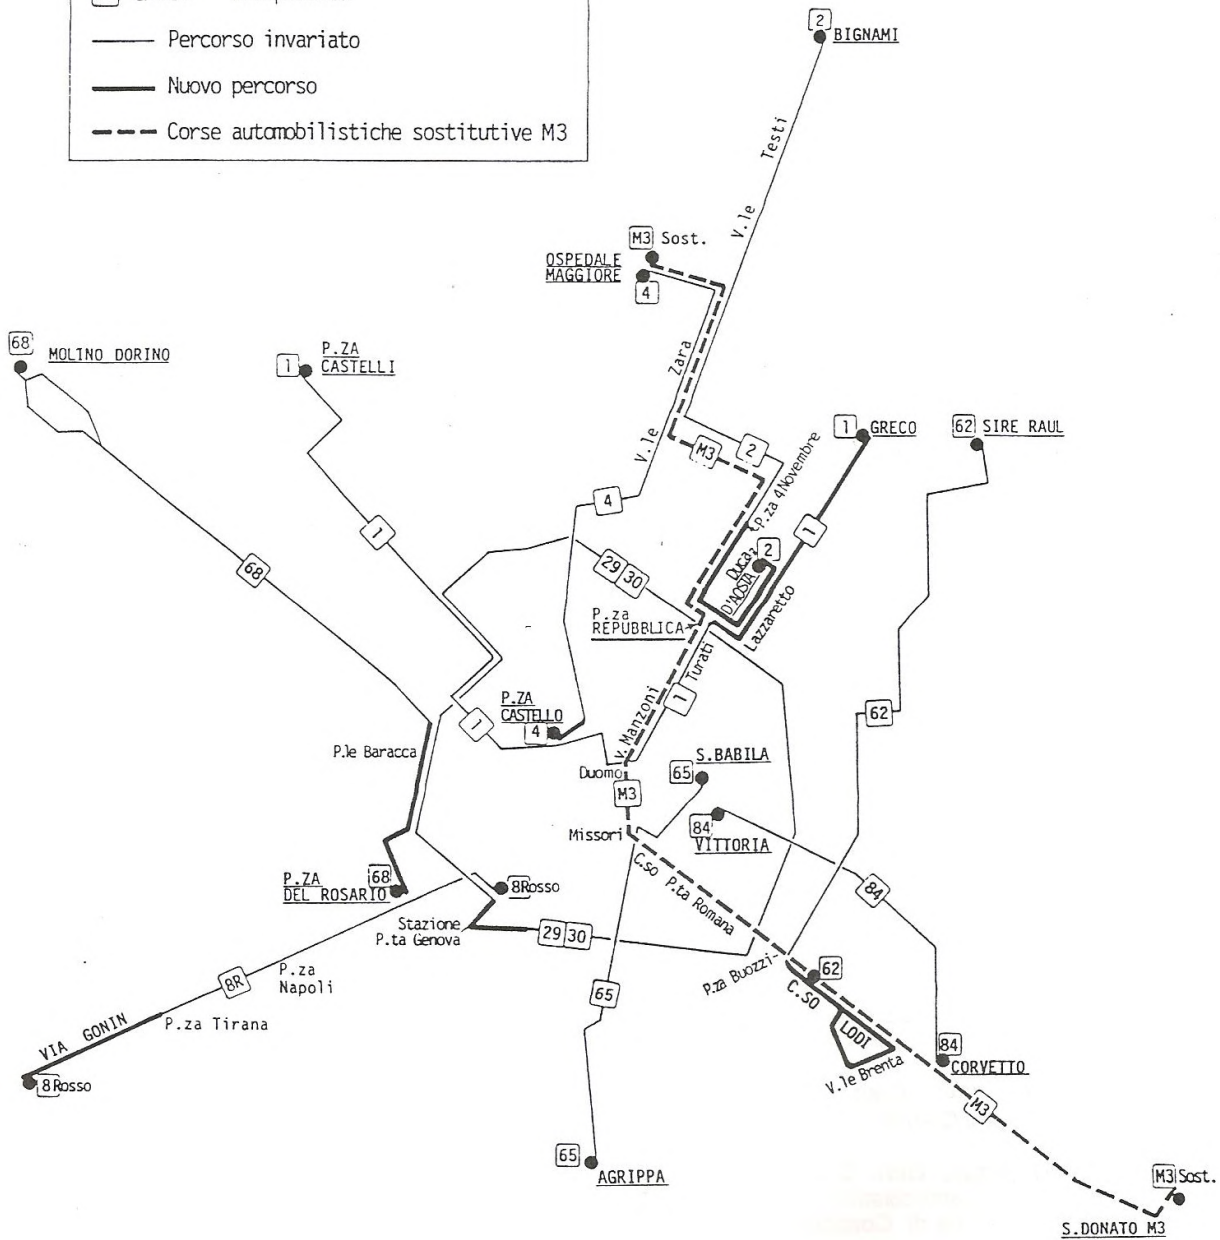 Percorso invariato
Nuovo percorso
Corse automobilistiche sostitutive M3
2
BIGNAMI
V.le Testi
M3 Sost.
OSPEDALE
MAGGIORE
4
68
MOLINO DORINO
1
P.ZA
CASTELLI
V.le Zara
M3
2
P.za 4Novembre
1
GRECO
62
SIRE RAUL
4
1
1
68
29 30
Duca
D'AOSTA
2
P.za
REPUBBLICA
Lazzaretto
Turati
1
v. Manzoni
62
P.ZA
CASTELLO
4
1
P.le Baracca
Duomo
M3
S.BABILA
65
Missori
84
VITTORIA
C.so P.ta Romana
84
P.ZA
DEL ROSARIO
68
8Rosso
Stazione
P.ta Genova
29 30
P.za Buozzi
62
8R
P.za
Napoli
65
C.SO
LODI
VIA GONIN
P.za Tirana
8Rosso
V.le Brenta
84
CORVETTO
M3
65
AGRIPPA
M3 Sost.
S.DONATO M3